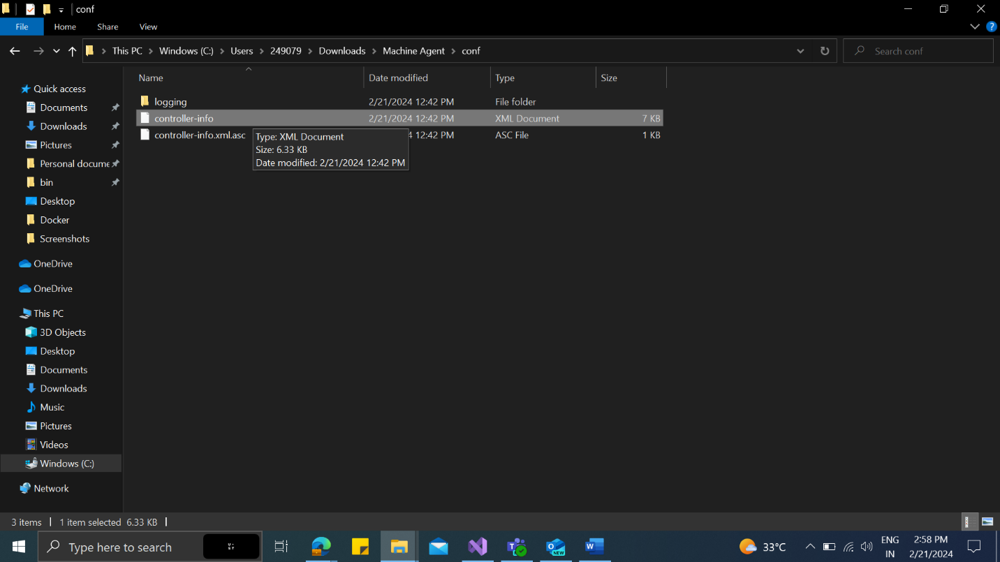 conf
File Home Share View
This PC Windows (C:) Users 249079 Downloads Machine Agent conf Search conf
Name Date modified Type Size
logging 2/21/2024 12:42 PM File folder
controller-info 2/21/2024 12:42 PM XML Document 7 KB
controller-info.xml.asc 4 12:42 PM ASC File 1 KB
Type: XML Document
Size: 6.33 KB
Date modified: 2/21/2024 12:42 PM
Quick access
Documents
Downloads
Pictures
Personal docume
bin
Desktop
Docker
Screenshots
OneDrive
OneDrive
This PC
3D Objects
Desktop
Documents
Downloads
Music
Pictures
Videos
Windows (C:)
Network
3 items 1 item selected 6.33 KB
Type here to search
NEW
33°C
ENG
IN
2:58 PM
2/21/2024